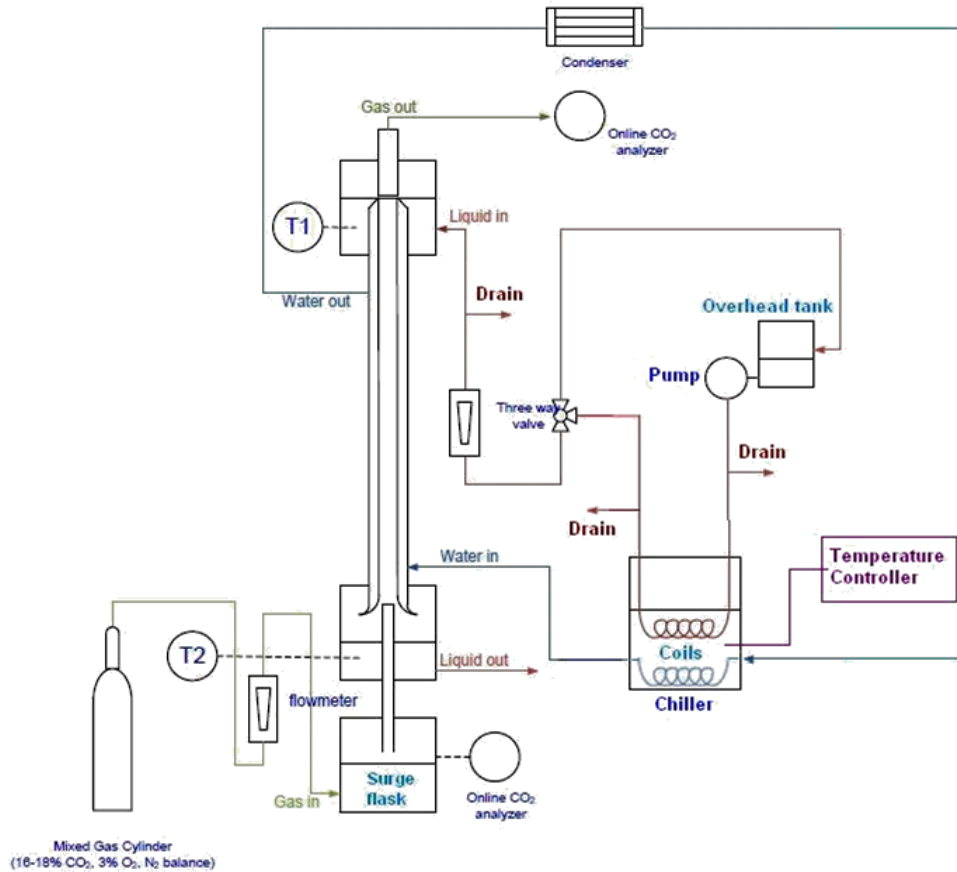 Condenser
Gas out
Online CO₂
analyzer
T1
Liquid in
Water out
Drain
Overhead tank
Pump
Three way
valve
Drain
Drain
Water in
Temperature
Controller
T2
Coils
Liquid out
flowmeter
Chiller
Surge
flask
Gas in
Online CO₂
analyzer
Mixed Gas Cylinder
(16-18% CO₂, 3% O₂, N₂ balance)